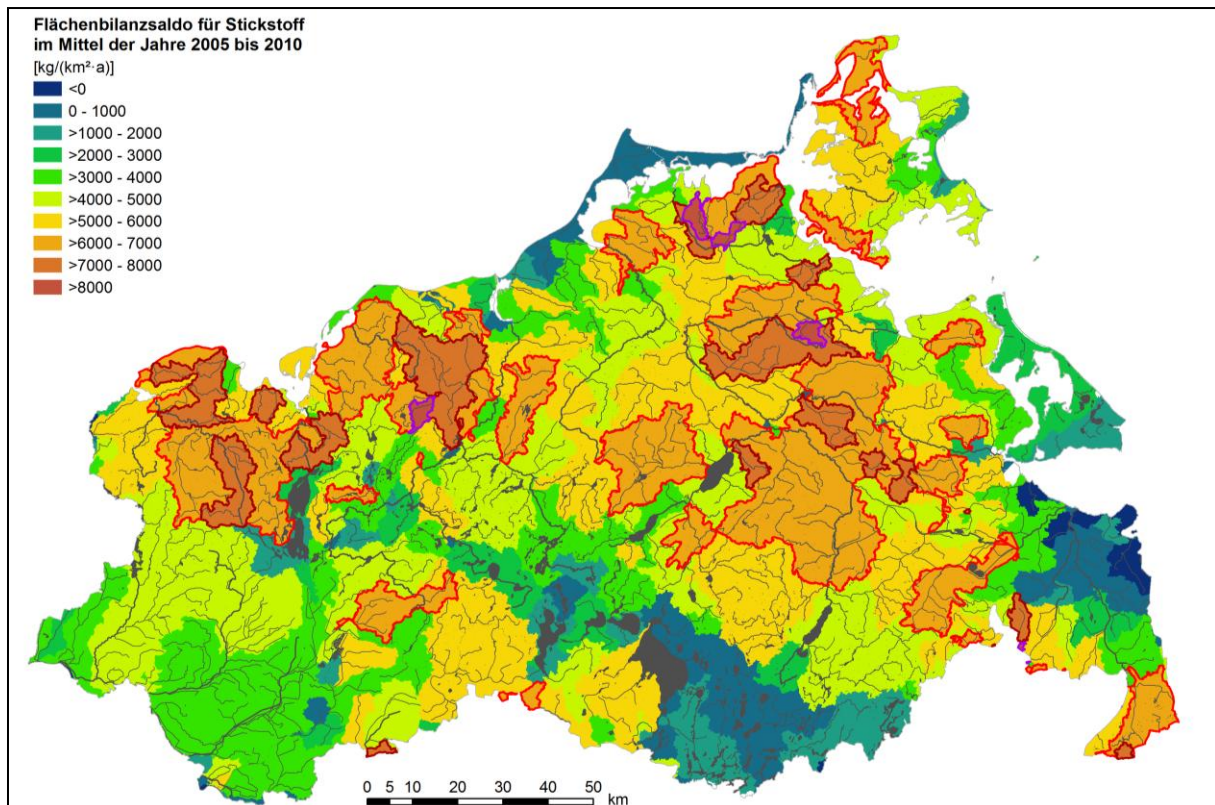 Flächenbilanzsaldo für Stickstoff
im Mittel der Jahre 2005 bis 2010
[kg/(km²·a)]
<0
0 - 1000
>1000 - 2000
>2000 - 3000
>3000 - 4000
>4000 - 5000
>5000 - 6000
>6000 - 7000
>7000 - 8000
>8000
0 5 10 20 30 40 50
km